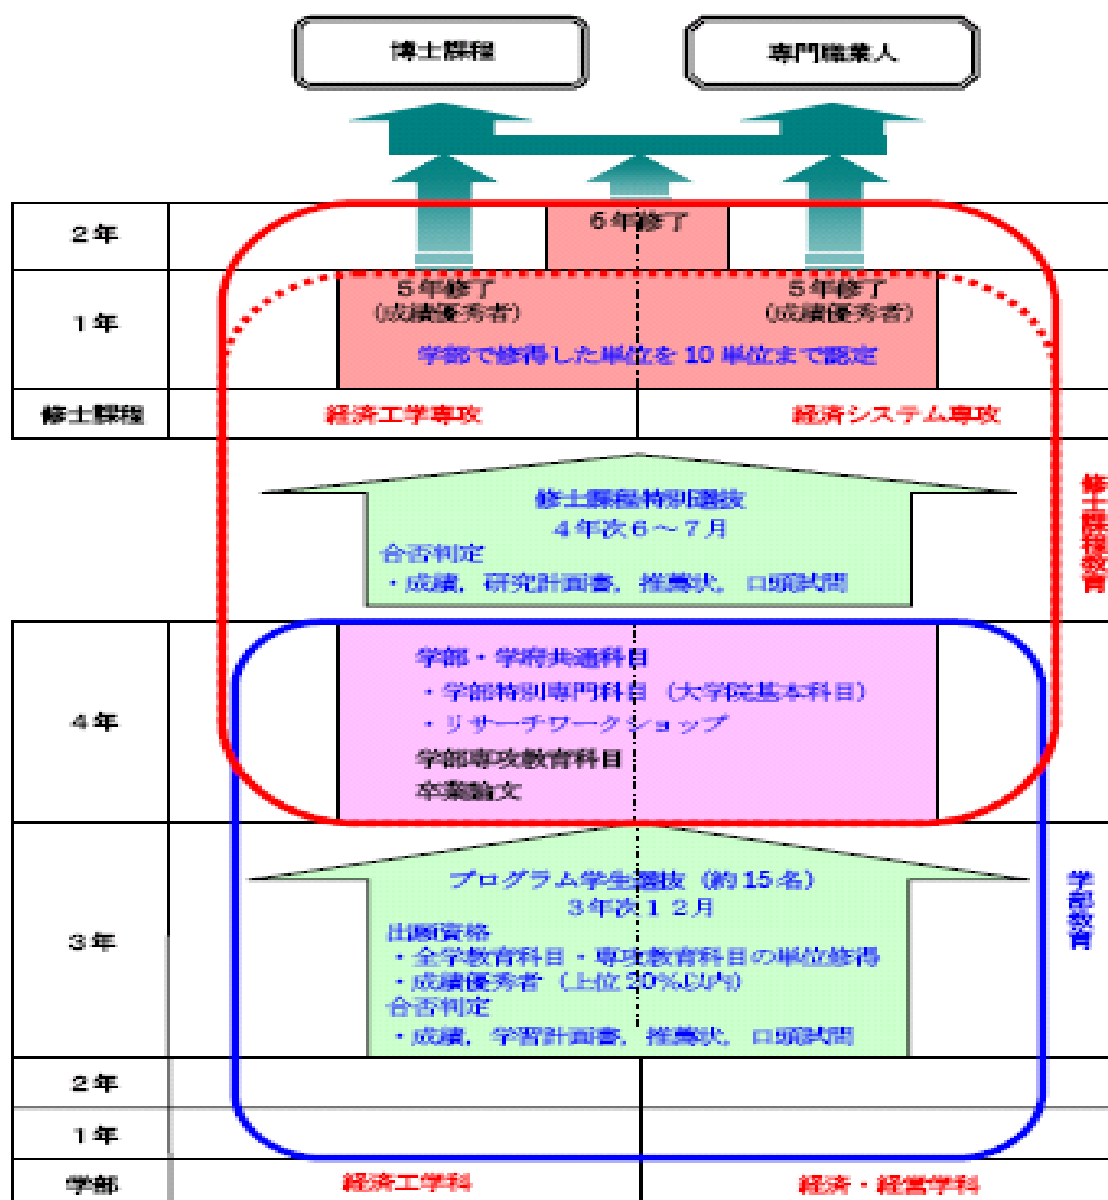 博士課程
専門職業人
2年
6年修了
1年
5年修了
(成績優秀者)
5年修了
(成績優秀者)
学部で修得した単位を10単位まで認定
修士課程
経済工学専攻
経済システム専攻
修士課程特別選抜
4年次6～7月
合否判定
・成績, 研究計画書, 推薦状, 口頭試問
修士課程教育
4年
学部・学府共通科目
・学部特別専門科目(大学院基本科目)
・リサーチワークショップ
学部専攻教育科目
卒業論文
3年
プログラム学生選抜(約15名)
3年次12月
出願資格
・全学教育科目・専攻教育科目の単位修得
・成績優秀者(上位20%以内)
合否判定
・成績, 学習計画書, 推薦状, 口頭試問
学部教育
2年
1年
学部
経済工学科
経済・経営学科